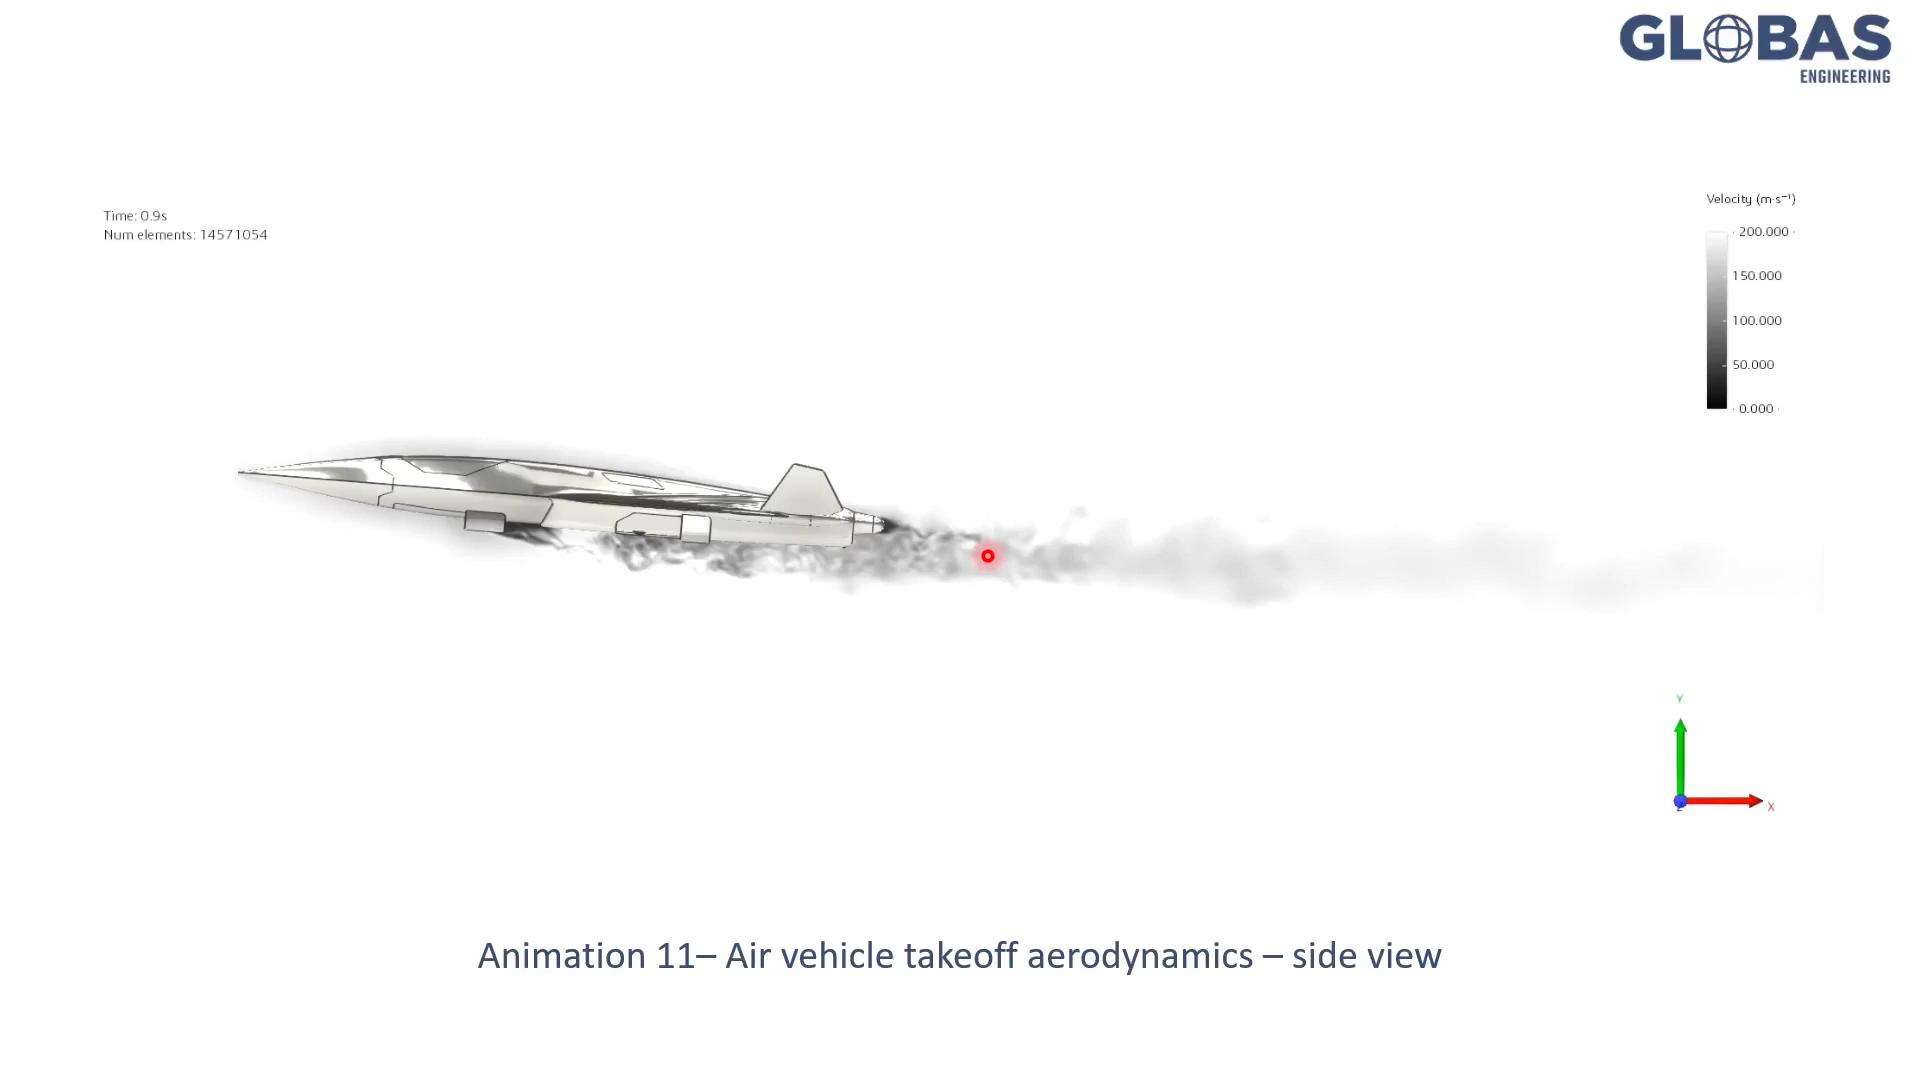 GLOBAS
ENGINEERING
Time: 0.9s
Num elements: 14571054
Velocity (m·s⁻¹)
200.000
150.000
100.000
50.000
0.000
Y
Z
X
Animation 11– Air vehicle takeoff aerodynamics – side view